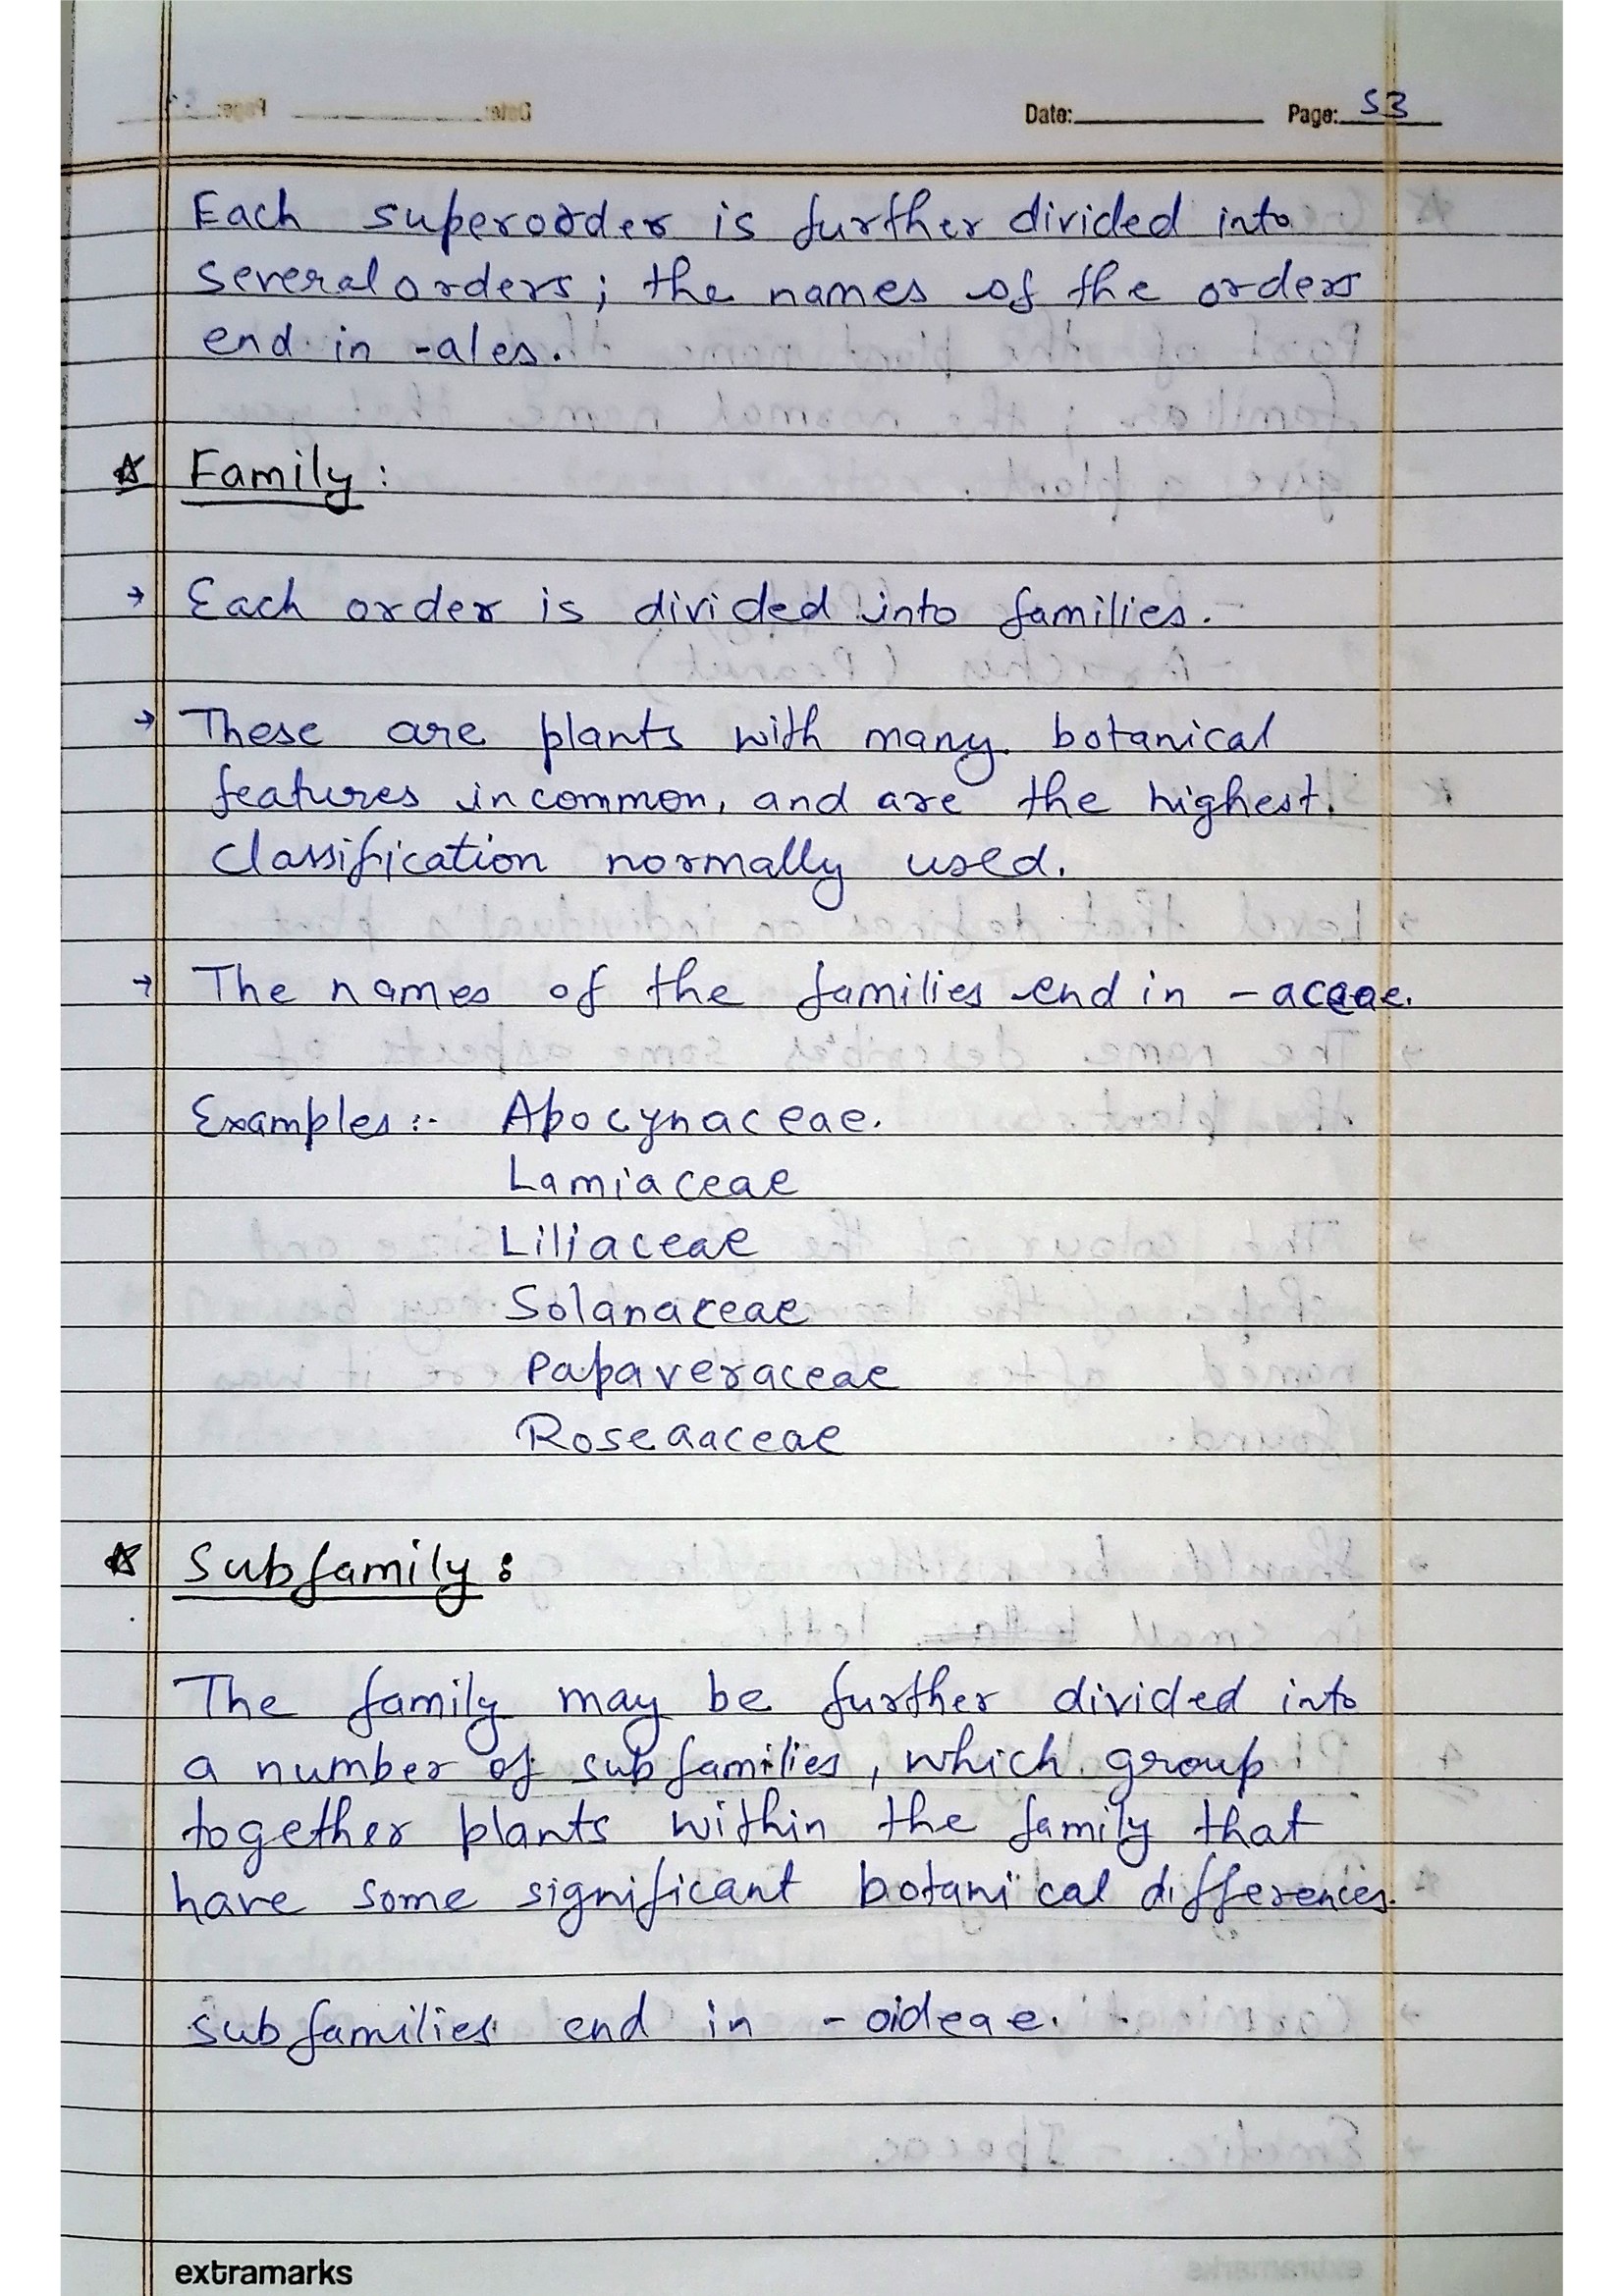 Date: Page: 53
Each superorder is further divided into
several orders; the names of the orders
end in -ales.
☆ Family:
→ Each order is divided into families.
→ These are plants with many botanical
features in common, and are the highest
classification normally used.
→ The names of the families end in -aceae.
Examples :- Apocynaceae.
Lamiaceae
Liliaceae
Solanaceae
Papaveraceae
Roseaaceae
☆ Subfamily:
The family may be further divided into
a number of subfamilies, which group
together plants within the family that
have some significant botanical differences.
subfamilies end in -oideae.
extramarks